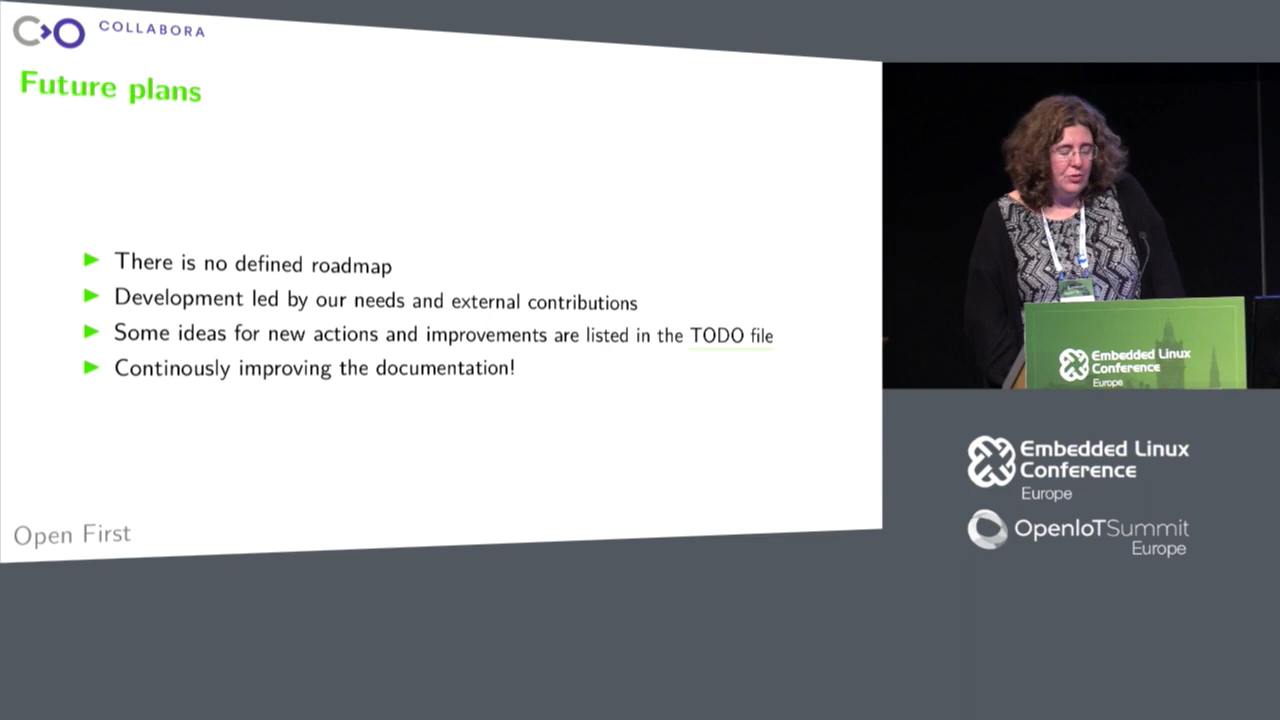 COLLABORA
Future plans
There is no defined roadmap
Development led by our needs and external contributions
Some ideas for new actions and improvements are listed in the TODO file
Continously improving the documentation!
Open First
Embedded Linux
Conference
Europe
Embedded Linux
Conference
Europe
OpenIoTSummit
Europe